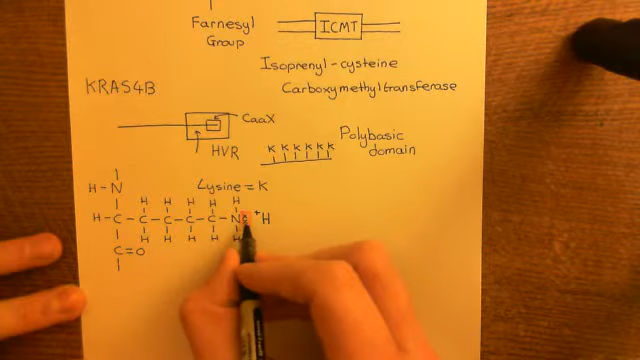 Farnesyl
Group
ICMT
Isoprenyl-cysteine
Carboxymethyltransferase
KRAS4B
CaaX
HVR
K K K K K K
Polybasic
domain
Lysine = K
H-N
H H H H H
H-C-C-C-C-C-N + H
H H H H H
C=O